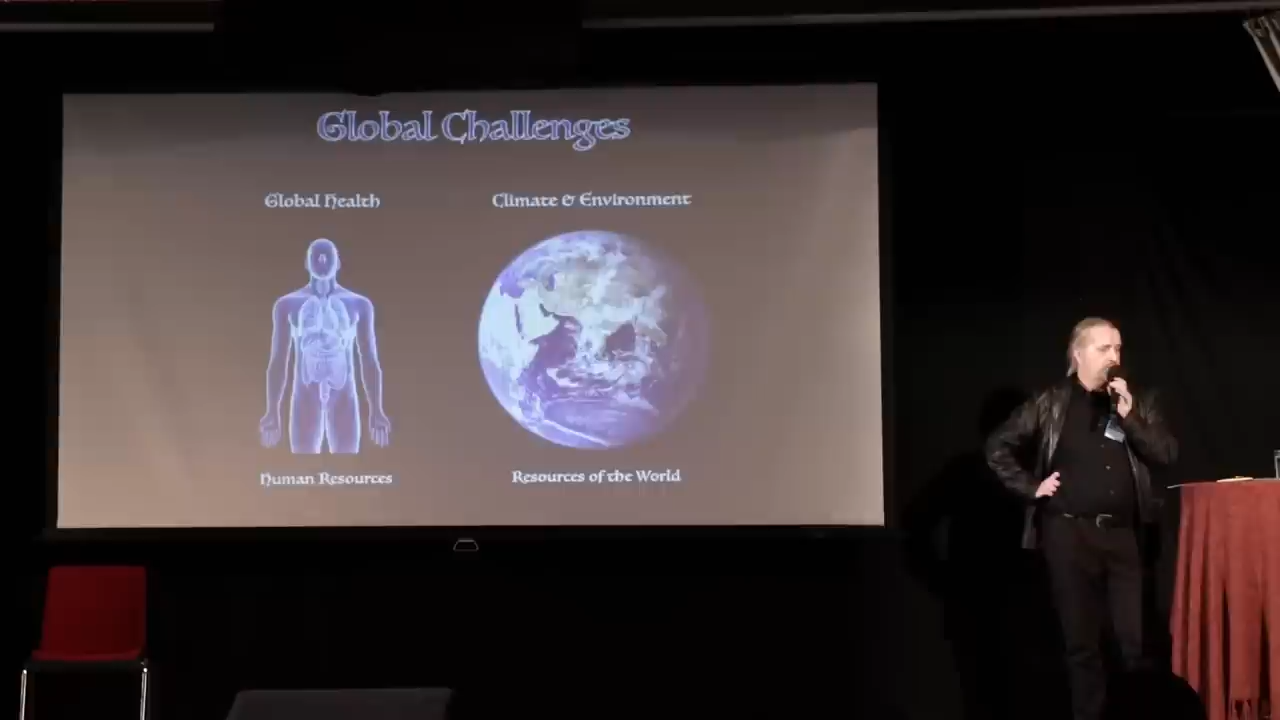 Global Challenges
Global Health
Climate & Environment
Human Resources
Resources of the World